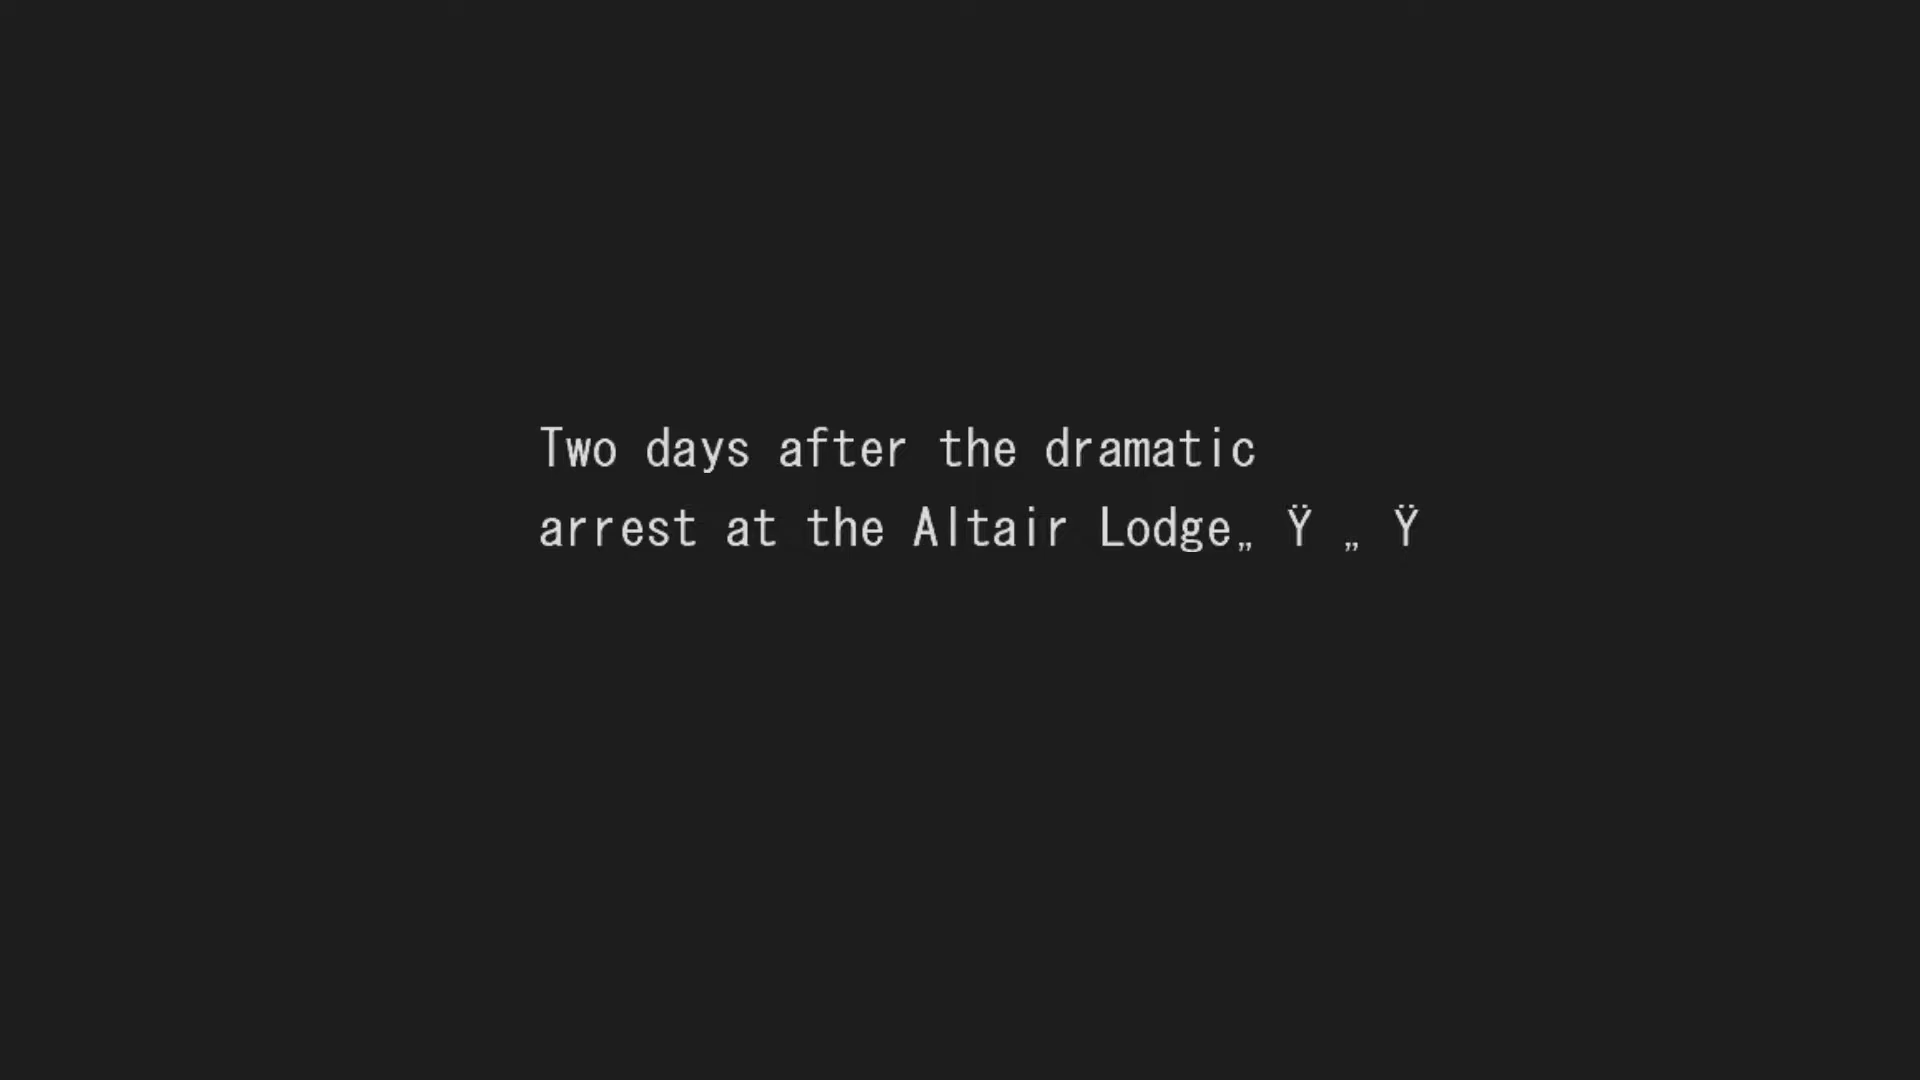 Two days after the dramatic
arrest at the Altair Lodge„ Ÿ „ Ÿ